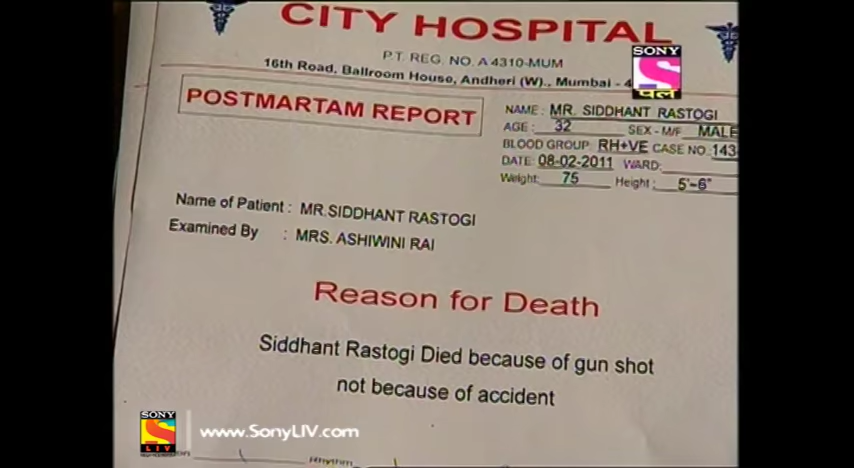 CITY HOSPITAL
P.T. REG. NO. A 4310-MUM
16th Road, Ballroom House, Andheri (W)., Mumbai - 4
SONY
पल
POSTMARTAM REPORT
NAME : MR. SIDDHANT RASTOGI
AGE : 32 SEX - M/F MALE
BLOOD GROUP: RH+VE CASE NO.: 143
DATE: 08-02-2011 WARD:
Weight: 75 Height : 5'-6"
Name of Patient : MR.SIDDHANT RASTOGI
Examined By : MRS. ASHIWINI RAI
Reason for Death
Siddhant Rastogi Died because of gun shot
not because of accident
SONY
LIV
www.SonyLIV.com
Rhythm